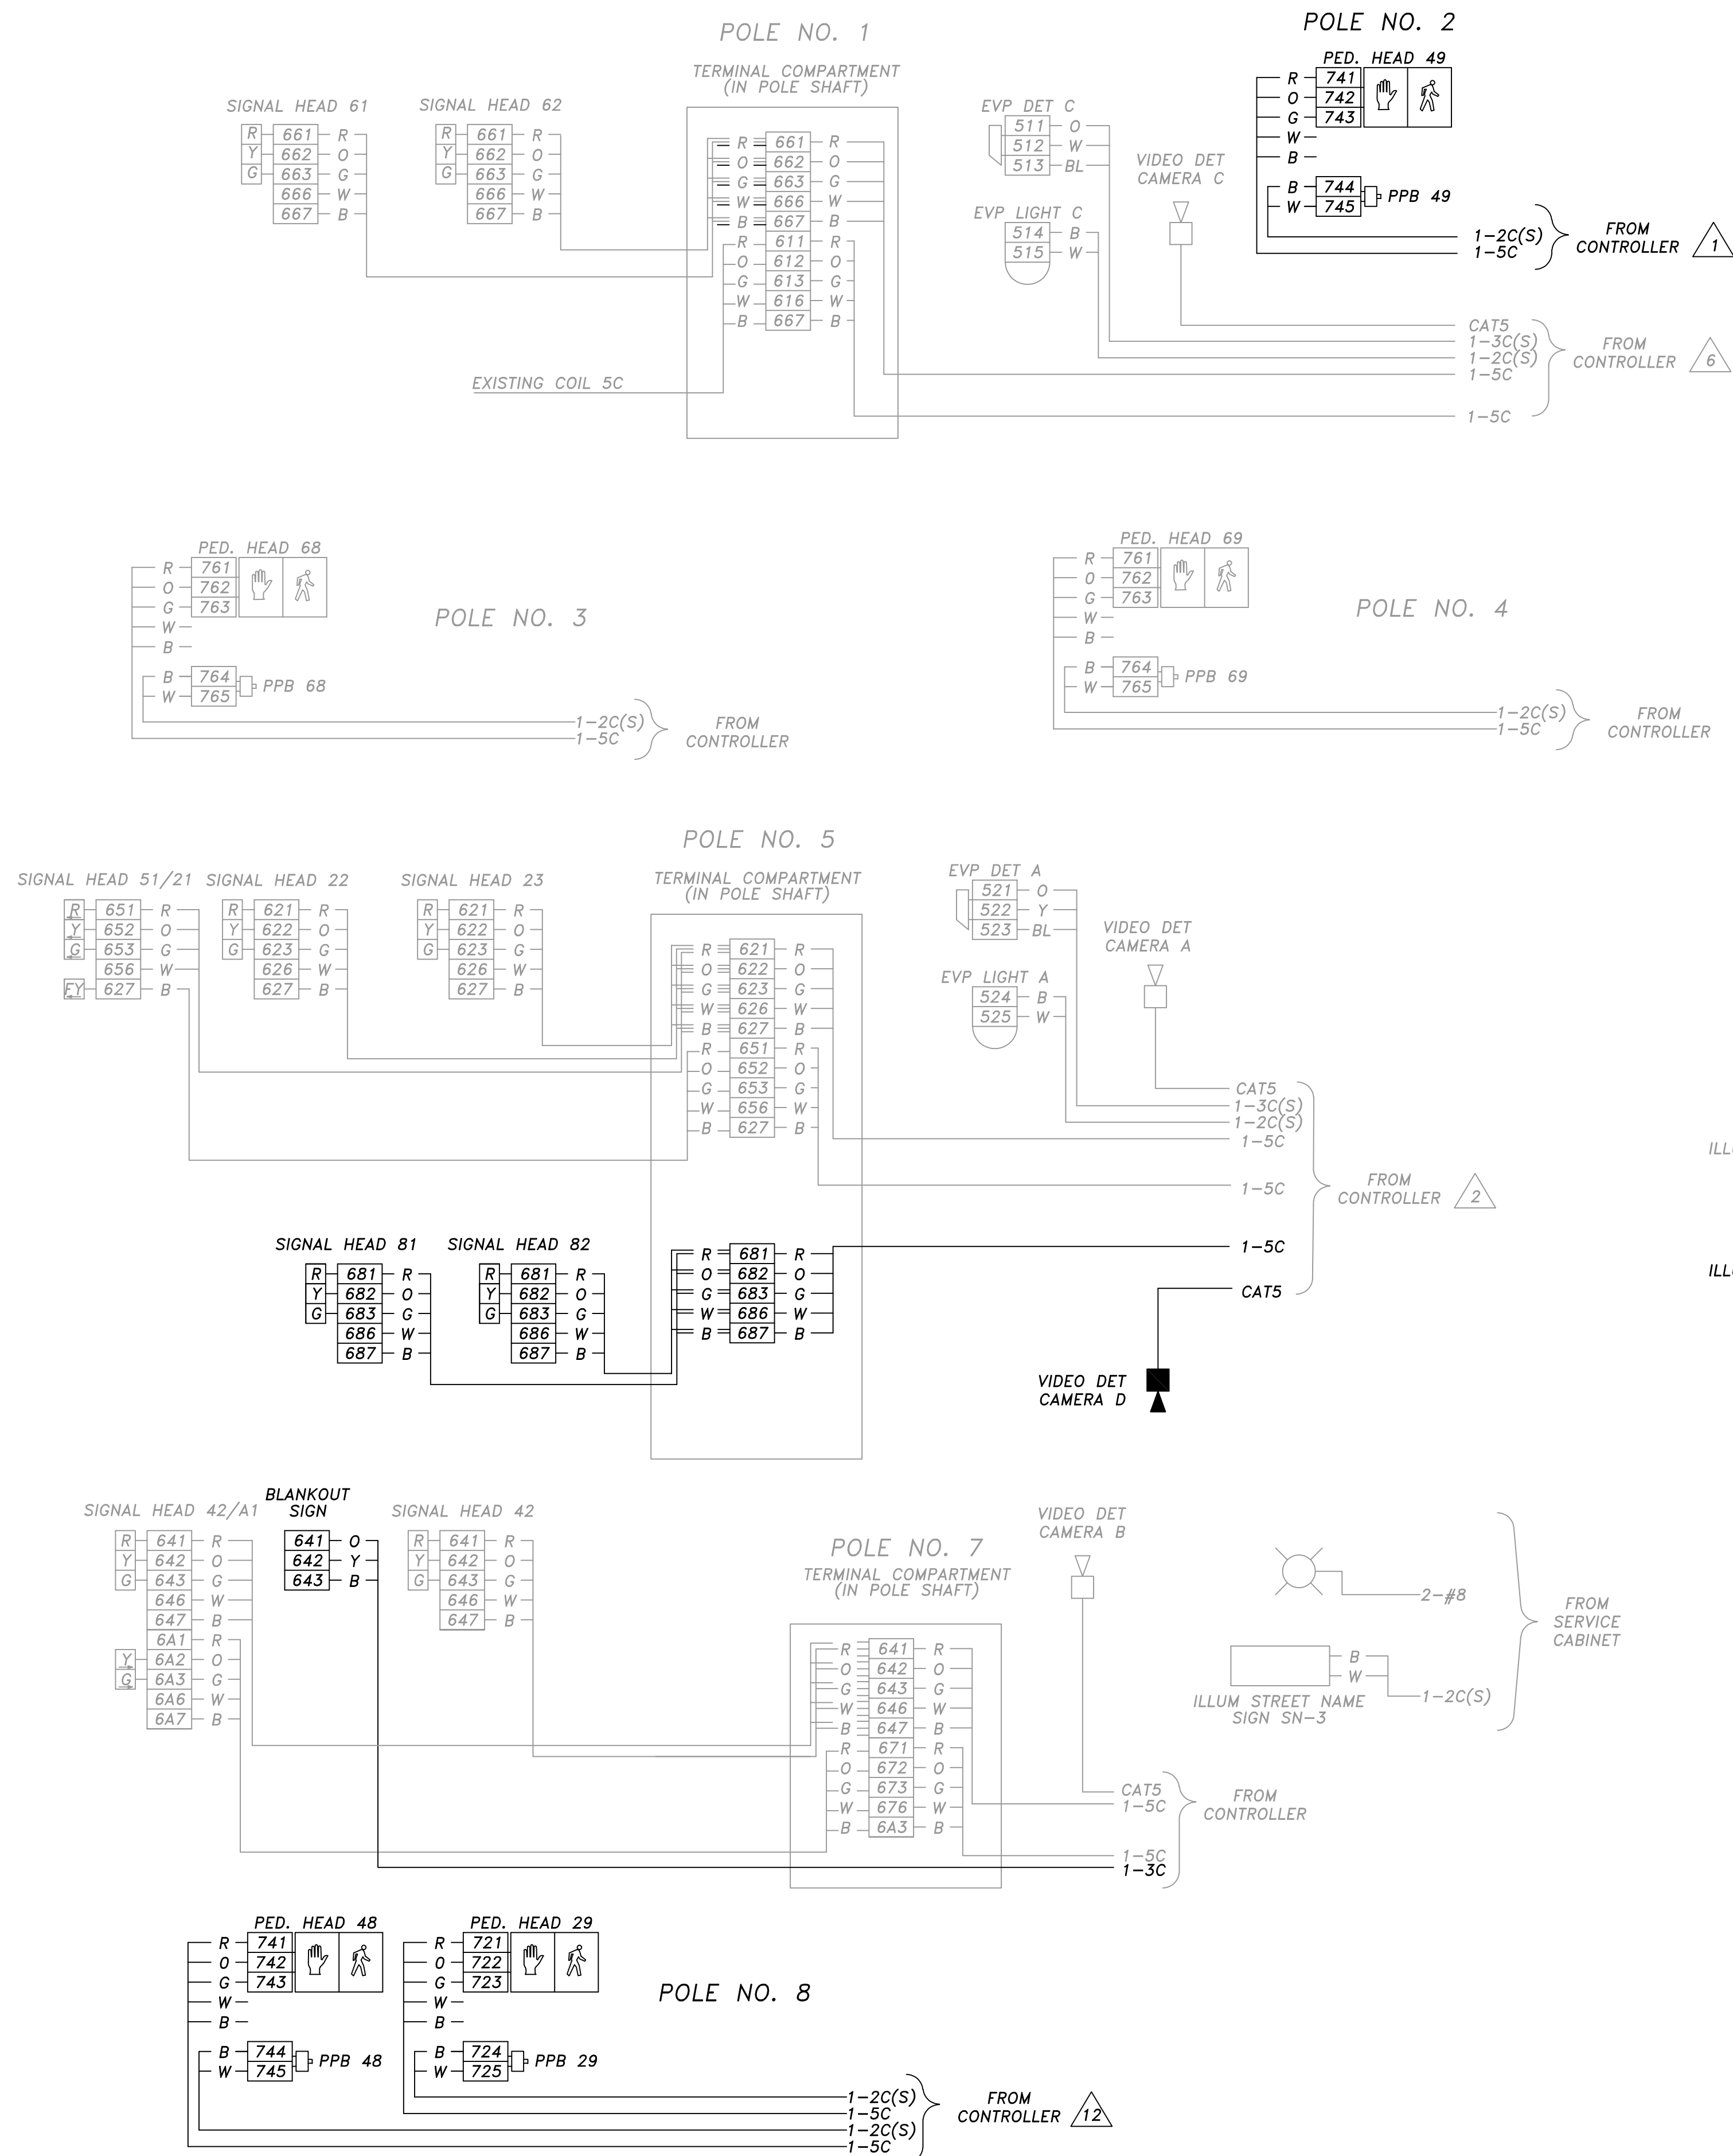 POLE NO. 1
TERMINAL COMPARTMENT
(IN POLE SHAFT)
SIGNAL HEAD 61
R 661 R
Y 662 O
G 663 G
666 W
667 B
SIGNAL HEAD 62
R 661 R
Y 662 O
G 663 G
666 W
667 B
R 661 R
O 662 O
G 663 G
W 666 W
B 667 B
R 611 R
O 612 O
G 613 G
W 616 W
B 667 B
EXISTING COIL 5C
EVP DET C
511 O
512 W
513 BL
EVP LIGHT C
514 B
515 W
VIDEO DET
CAMERA C
CAT5
1-3C(S)
1-2C(S)
1-5C
1-5C
FROM
CONTROLLER 6
POLE NO. 2
PED. HEAD 49
R 741
O 742
G 743
W
B
B 744
W 745
PPB 49
1-2C(S)
1-5C
FROM
CONTROLLER 1
PED. HEAD 68
R 761
O 762
G 763
W
B
B 764
W 765
PPB 68
POLE NO. 3
1-2C(S)
1-5C
FROM
CONTROLLER
PED. HEAD 69
R 761
O 762
G 763
W
B
B 764
W 765
PPB 69
POLE NO. 4
1-2C(S)
1-5C
FROM
CONTROLLER
POLE NO. 5
TERMINAL COMPARTMENT
(IN POLE SHAFT)
SIGNAL HEAD 51/21
R 651 R
Y 652 O
G 653 G
656 W
FY 627 B
SIGNAL HEAD 22
R 621 R
Y 622 O
G 623 G
626 W
627 B
SIGNAL HEAD 23
R 621 R
Y 622 O
G 623 G
626 W
627 B
R 621 R
O 622 O
G 623 G
W 626 W
B 627 B
R 651 R
O 652 O
G 653 G
W 656 W
B 627 B
EVP DET A
521 O
522 Y
523 BL
EVP LIGHT A
524 B
525 W
VIDEO DET
CAMERA A
CAT5
1-3C(S)
1-2C(S)
1-5C
1-5C
1-5C
CAT5
FROM
CONTROLLER 2
SIGNAL HEAD 81
R 681 R
Y 682 O
G 683 G
686 W
687 B
SIGNAL HEAD 82
R 681 R
Y 682 O
G 683 G
686 W
687 B
R 681 R
O 682 O
G 683 G
W 686 W
B 687 B
VIDEO DET
CAMERA D
SIGNAL HEAD 42/A1
R 641 R
Y 642 O
G 643 G
646 W
647 B
6A1 R
Y 6A2 O
G 6A3 G
6A6 W
6A7 B
BLANKOUT
SIGN
641 O
642 Y
643 B
SIGNAL HEAD 42
R 641 R
Y 642 O
G 643 G
646 W
647 B
POLE NO. 7
TERMINAL COMPARTMENT
(IN POLE SHAFT)
R 641 R
O 642 O
G 643 G
W 646 W
B 647 B
R 671 R
O 672 O
G 673 G
W 676 W
B 6A3 B
VIDEO DET
CAMERA B
CAT5
1-5C
1-5C
1-3C
FROM
CONTROLLER
2-#8
B
W
1-2C(S)
ILLUM STREET NAME
SIGN SN-3
FROM
SERVICE
CABINET
PED. HEAD 48
R 741
O 742
G 743
W
B
B 744
W 745
PPB 48
PED. HEAD 29
R 721
O 722
G 723
W
B
B 724
W 725
PPB 29
POLE NO. 8
1-2C(S)
1-5C
1-2C(S)
1-5C
FROM
CONTROLLER 12